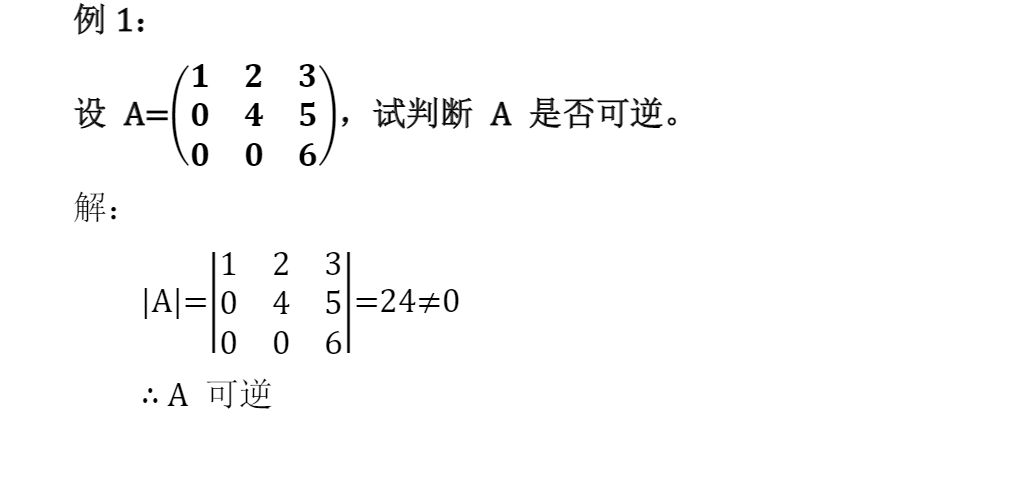 例 1：
设 A=(1 2 3
0 4 5
0 0 6)，试判断 A 是否可逆。
解：
|A|=|1 2 3
0 4 5
0 0 6|=24≠0
∴ A 可逆